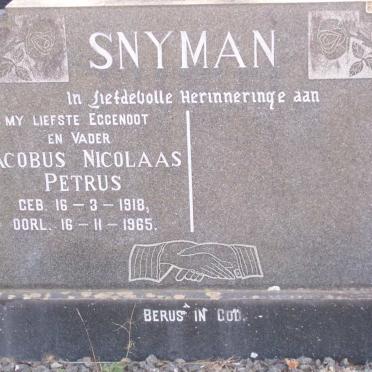 SNYMAN
In Liefdevolle Herinneringe aan
MY LIEFSTE EGGENOOT
EN VADER
JACOBUS NICOLAAS
PETRUS
GEB. 16 – 3 – 1918,
OORL. 16 – 11 – 1965.
BERUS IN GOD.